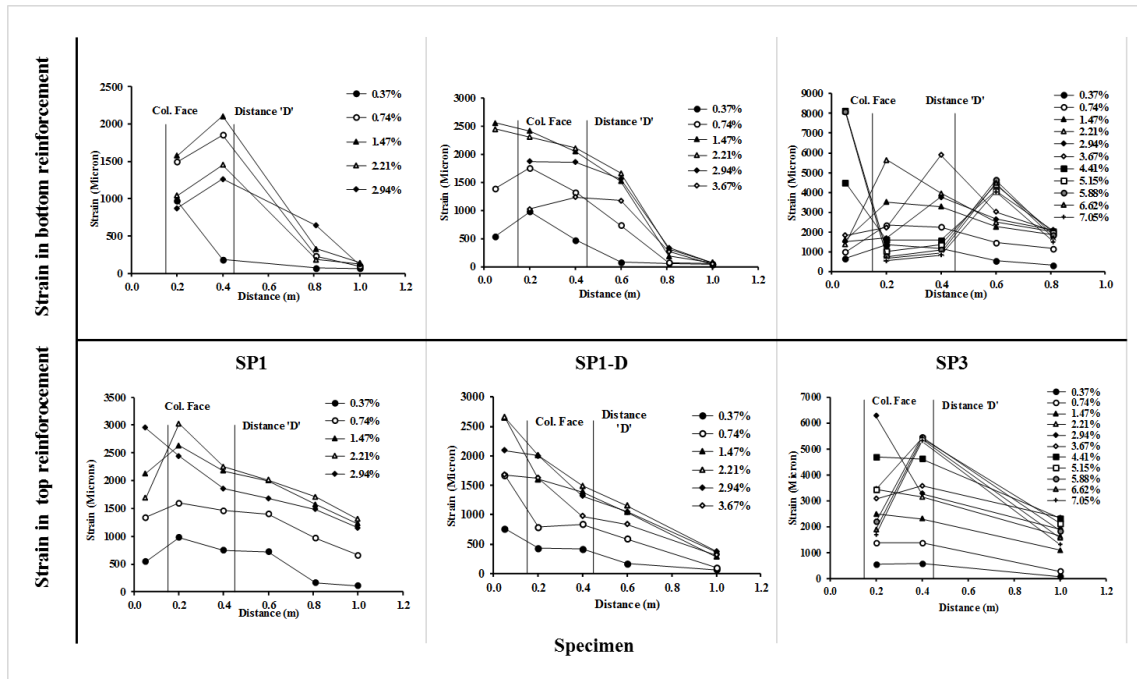 Strain in bottom reinforcement
Strain (Micron)
2500
2000
1500
1000
500
0
0.0 0.2 0.4 0.6 0.8 1.0 1.2
Distance (m)
Col. Face
Distance 'D'
0.37%
0.74%
1.47%
2.21%
2.94%
Strain (Micron)
3000
2500
2000
1500
1000
500
0
0.0 0.2 0.4 0.6 0.8 1.0 1.2
Distance (m)
Col. Face
Distance 'D'
0.37%
0.74%
1.47%
2.21%
2.94%
3.67%
Strain (Micron)
9000
8000
7000
6000
5000
4000
3000
2000
1000
0
0.0 0.2 0.4 0.6 0.8 1.0
Distance (m)
Col. Face
Distance 'D'
0.37%
0.74%
1.47%
2.21%
2.94%
3.67%
4.41%
5.15%
5.88%
6.62%
7.05%
SP1
SP1-D
SP3
Strain in top reinfirocement
Strain (Microns)
3500
3000
2500
2000
1500
1000
500
0
0.0 0.2 0.4 0.6 0.8 1.0 1.2
Distance (m)
Col. Face
Distance 'D'
0.37%
0.74%
1.47%
2.21%
2.94%
Strain (Micron)
3000
2500
2000
1500
1000
500
0
0.0 0.2 0.4 0.6 0.8 1.0 1.2
Distance (m)
Col. Face
Distance
'D'
0.37%
0.74%
1.47%
2.21%
2.94%
3.67%
Strain (M icron)
7000
6000
5000
4000
3000
2000
1000
0
0.0 0.2 0.4 0.6 0.8 1.0 1.2
Distance (m)
Col. Face
Distance 'D'
0.37%
0.74%
1.47%
2.21%
2.94%
3.67%
4.41%
5.15%
5.88%
6.62%
7.05%
Specimen